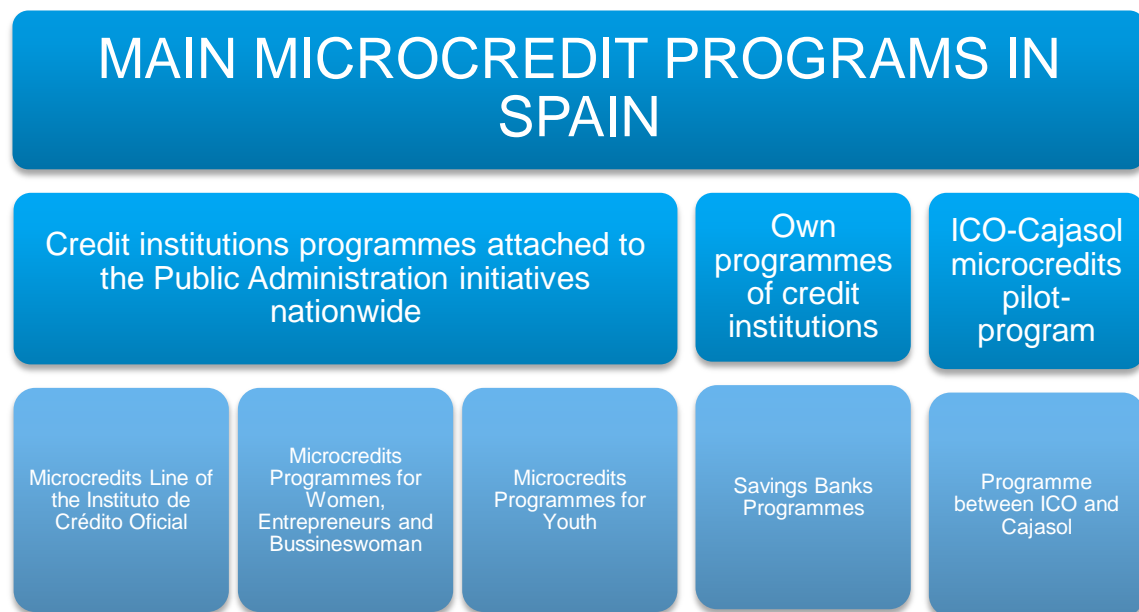 MAIN MICROCREDIT PROGRAMS IN
SPAIN
Credit institutions programmes attached to
the Public Administration initiatives
nationwide
Own
programmes
of credit
institutions
ICO-Cajasol
microcredits
pilot-
program
Microcredits Line of
the Instituto de
Crédito Oficial
Microcredits
Programmes for
Women,
Entrepreneurs and
Bussineswoman
Microcredits
Programmes for
Youth
Savings Banks
Programmes
Programme
between ICO and
Cajasol